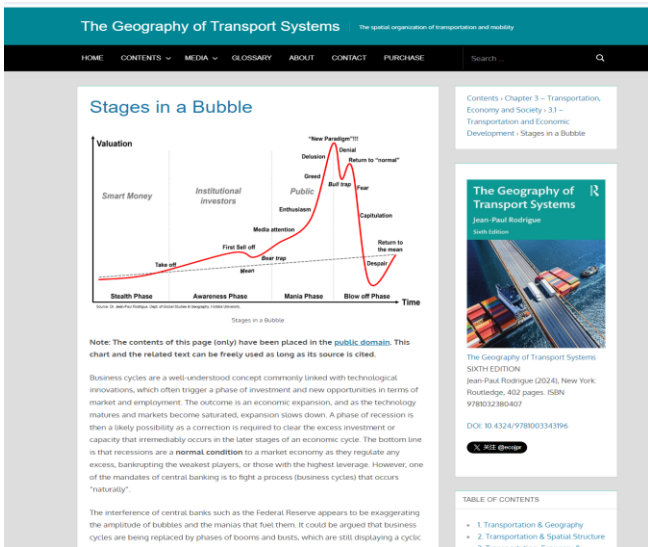 The Geography of Transport Systems
The spatial organization of transportation and mobility
HOME CONTENTS MEDIA GLOSSARY ABOUT CONTACT PURCHASE
Search ...
Stages in a Bubble
Valuation
"New Paradigm"!!!
Denial
Delusion
Return to "normal"
Greed
Bull trap
Fear
Smart Money
Institutional
investors
Public
Enthusiasm
Capitulation
Media attention
First Sell off
Return to
the mean
Take off
Bear trap
Mean
Despair
Stealth Phase
Awareness Phase
Mania Phase
Blow off Phase
Time
Source: Dr. Jean-Paul Rodrigue, Dept. of Global Studies & Geography, Hofstra University
Stages in a Bubble
Note: The contents of this page (only) have been placed in the public domain. This
chart and the related text can be freely used as long as its source is cited.
Business cycles are a well-understood concept commonly linked with technological
innovations, which often trigger a phase of investment and new opportunities in terms of
market and employment. The outcome is an economic expansion, and as the technology
matures and markets become saturated, expansion slows down. A phase of recession is
then a likely possibility as a correction is required to clear the excess investment or
capacity that irremediably occurs in the later stages of an economic cycle. The bottom line
is that recessions are a normal condition to a market economy as they regulate any
excess, bankrupting the weakest players, or those with the highest leverage. However, one
of the mandates of central banking is to fight a process (business cycles) that occurs
"naturally".
The interference of central banks such as the Federal Reserve appears to be exaggerating
the amplitude of bubbles and the manias that fuel them. It could be argued that business
cycles are being replaced by phases of booms and busts, which are still displaying a cyclic
Contents › Chapter 3 – Transportation,
Economy and Society › 3.1 –
Transportation and Economic
Development › Stages in a Bubble
The Geography of
Transport Systems
Jean-Paul Rodrigue
Sixth Edition
The Geography of Transport Systems
SIXTH EDITION
Jean-Paul Rodrigue (2024), New York:
Routledge, 402 pages. ISBN
9781032380407
DOI: 10.4324/9781003343196
X 关注 @ecojpr
TABLE OF CONTENTS
1. Transportation & Geography
2. Transportation & Spatial Structure